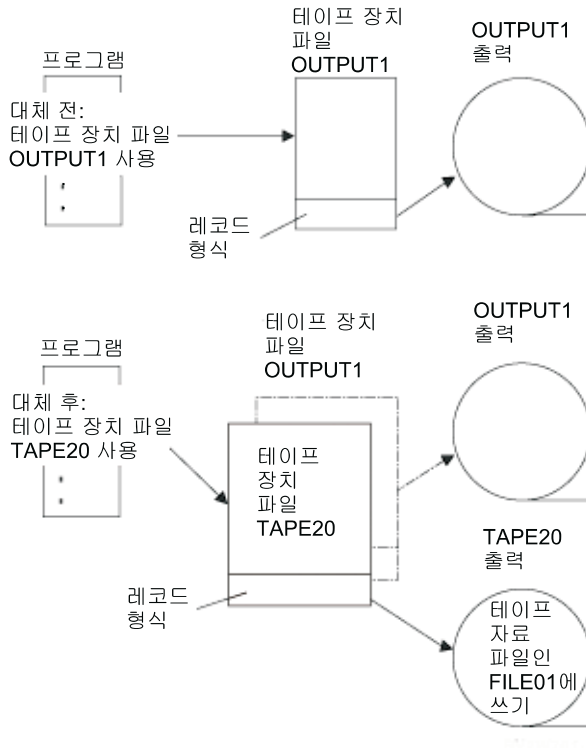 프로그램
대체 전:
테이프 장치 파일
OUTPUT1 사용
테이프 장치
파일
OUTPUT1
레코드
형식
OUTPUT1
출력
프로그램
대체 후:
테이프 장치 파일
TAPE20 사용
테이프 장치
파일
OUTPUT1
테이프
장치
파일
TAPE20
레코드
형식
OUTPUT1
출력
TAPE20
출력
테이프
자료
파일인
FILE01에
쓰기